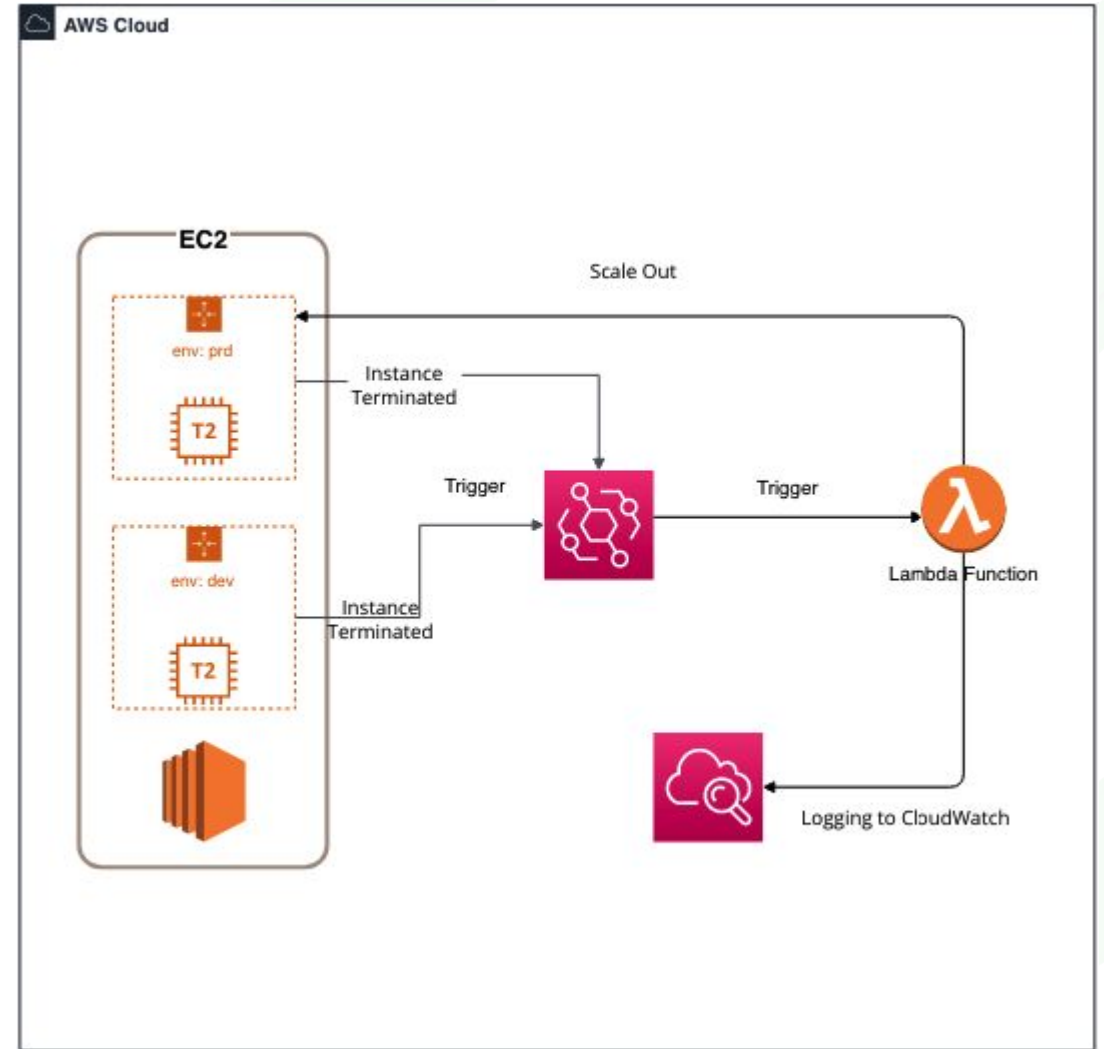 AWS Cloud
EC2
Scale Out
env: prd
Instance
Terminated
T2
Trigger
Trigger
env: dev
Lambda Function
Instance
Terminated
T2
Logging to CloudWatch